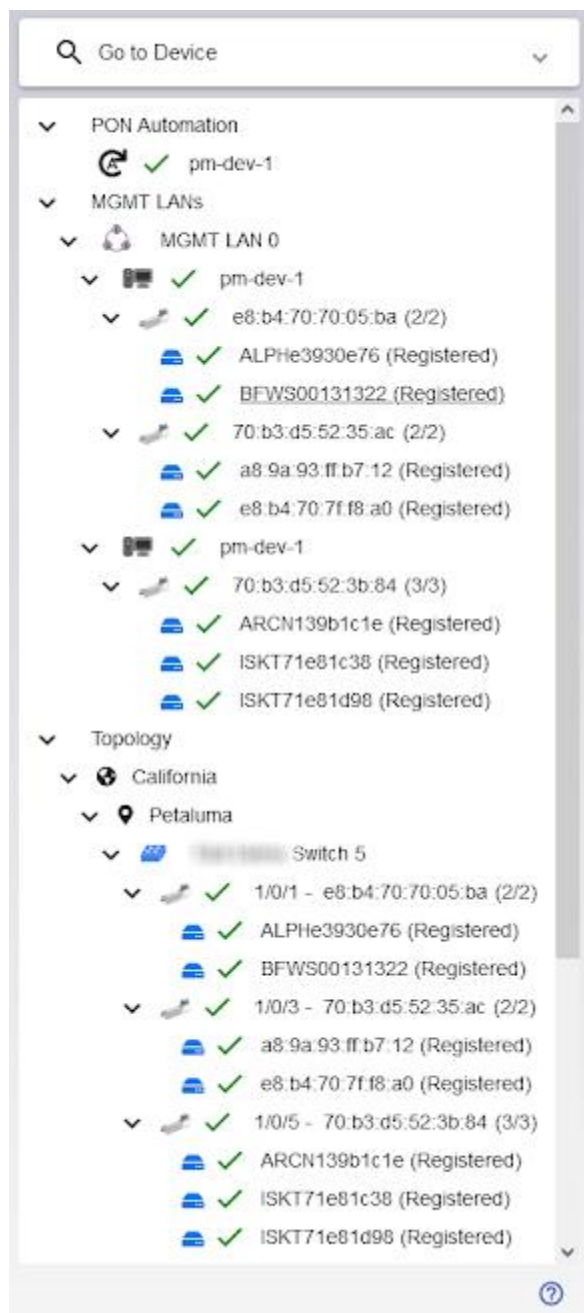 Go to Device
PON Automation
pm-dev-1
MGMT LANs
MGMT LAN 0
pm-dev-1
e8:b4:70:70:05:ba (2/2)
ALPHe3930e76 (Registered)
BFWS00131322 (Registered)
70:b3:d5:52:35:ac (2/2)
a8:9a:93:ff:b7:12 (Registered)
e8:b4:70:7f:f8:a0 (Registered)
pm-dev-1
70:b3:d5:52:3b:84 (3/3)
ARCN139b1c1e (Registered)
ISKT71e81c38 (Registered)
ISKT71e81d98 (Registered)
Topology
California
Petaluma
Switch 5
1/0/1 - e8:b4:70:70:05:ba (2/2)
ALPHe3930e76 (Registered)
BFWS00131322 (Registered)
1/0/3 - 70:b3:d5:52:35:ac (2/2)
a8:9a:93:ff:b7:12 (Registered)
e8:b4:70:7f:f8:a0 (Registered)
1/0/5 - 70:b3:d5:52:3b:84 (3/3)
ARCN139b1c1e (Registered)
ISKT71e81c38 (Registered)
ISKT71e81d98 (Registered)